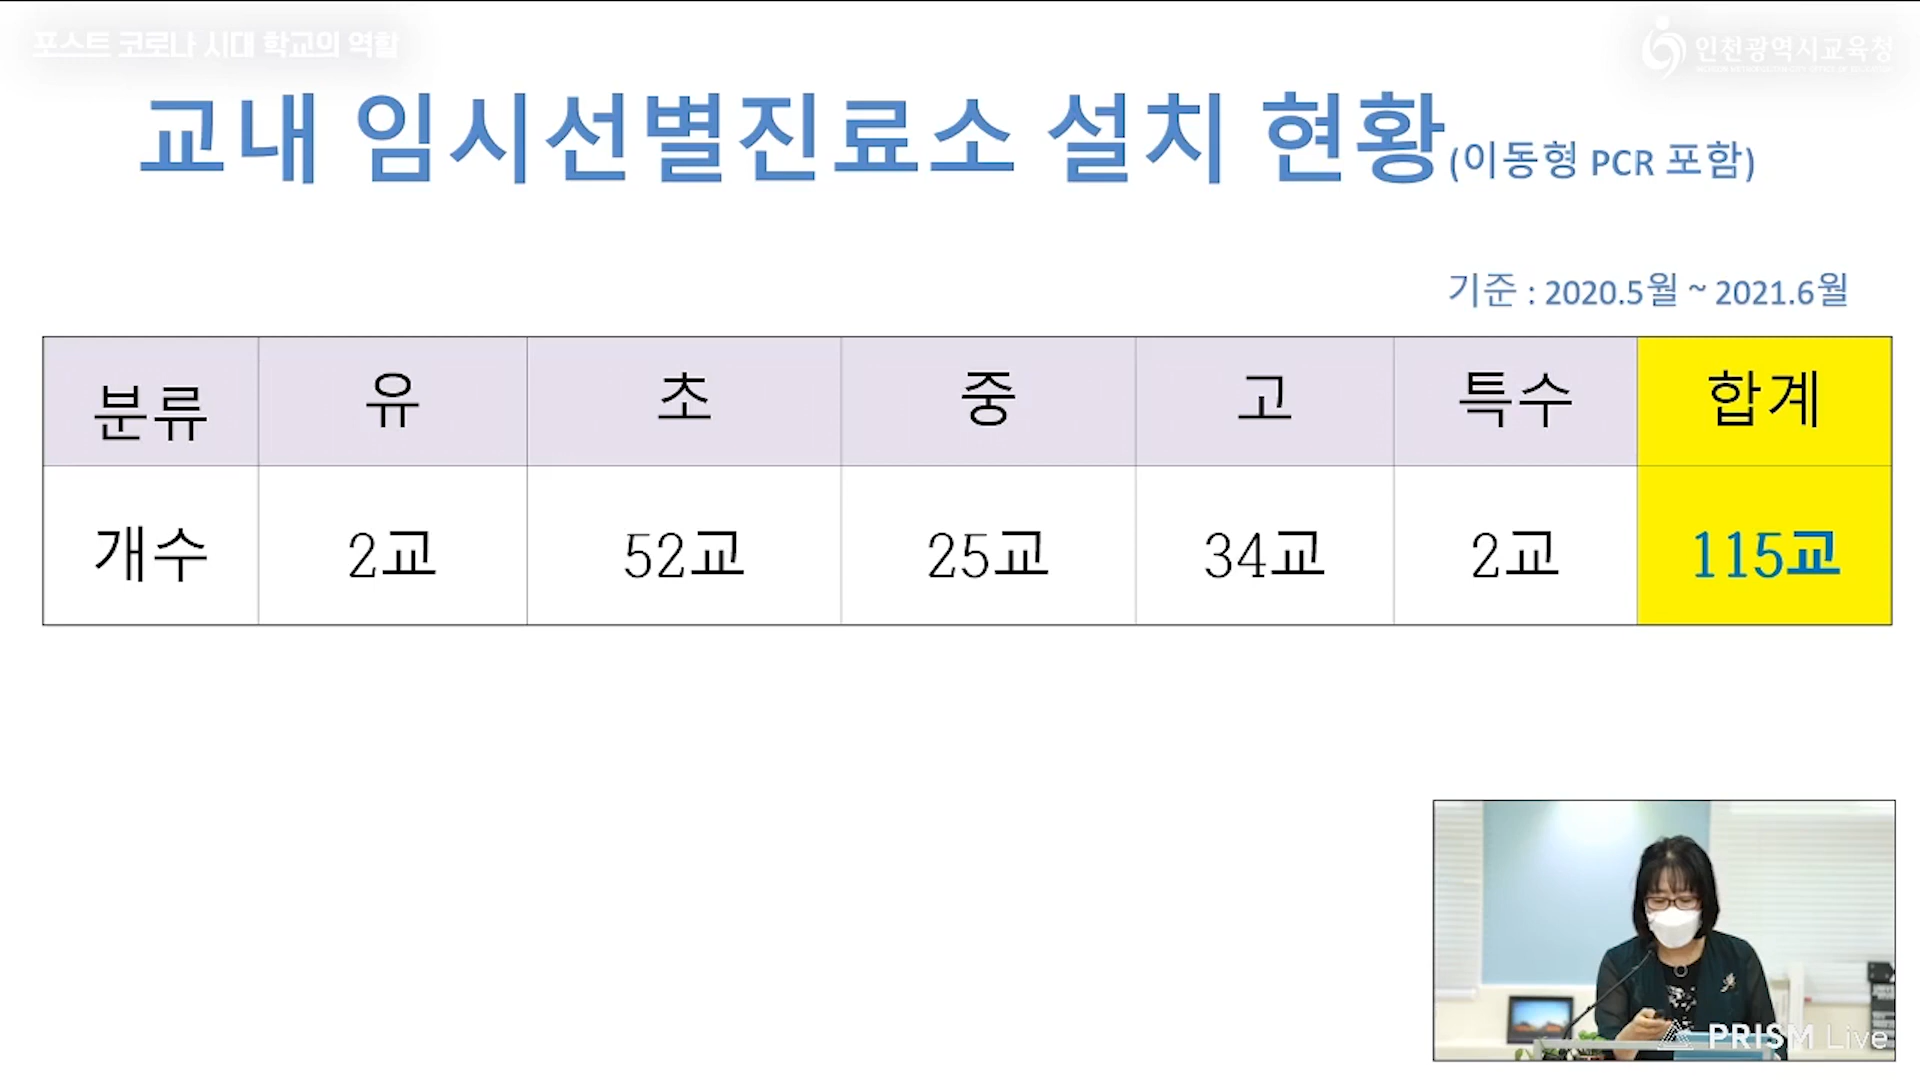 포스트 코로나 시대 학교의 역할
인천광역시교육청
교내 임시선별진료소 설치 현황(이동형 PCR 포함)
기준 : 2020.5월 ~ 2021.6월
분류 유 초 중 고 특수 합계
개수 2교 52교 25교 34교 2교 115교
PRISM Live